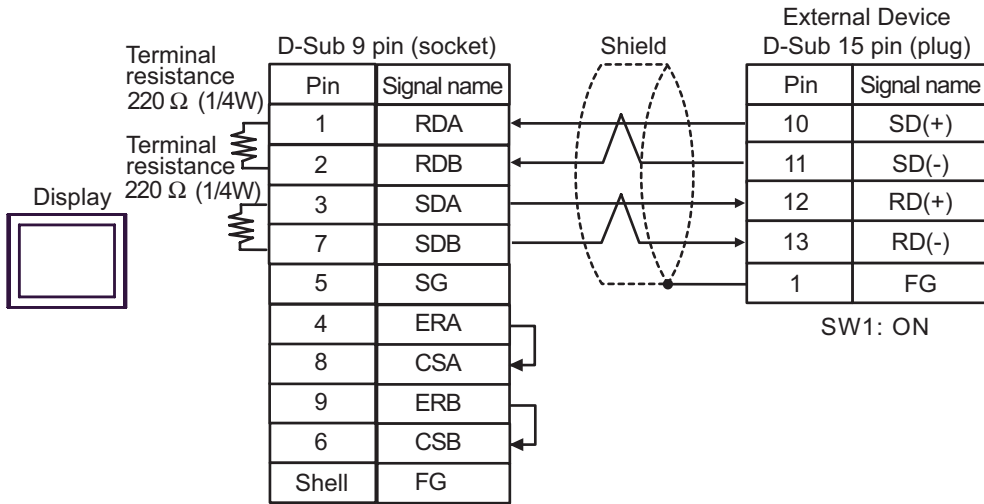 External Device
D-Sub 9 pin (socket)
Shield
D-Sub 15 pin (plug)
Terminal
resistance
220 Ω (1/4W)
Terminal
resistance
220 Ω (1/4W)
Display
Pin Signal name
1 RDA
2 RDB
3 SDA
7 SDB
5 SG
4 ERA
8 CSA
9 ERB
6 CSB
Shell FG
Pin Signal name
10 SD(+)
11 SD(-)
12 RD(+)
13 RD(-)
1 FG
SW1: ON